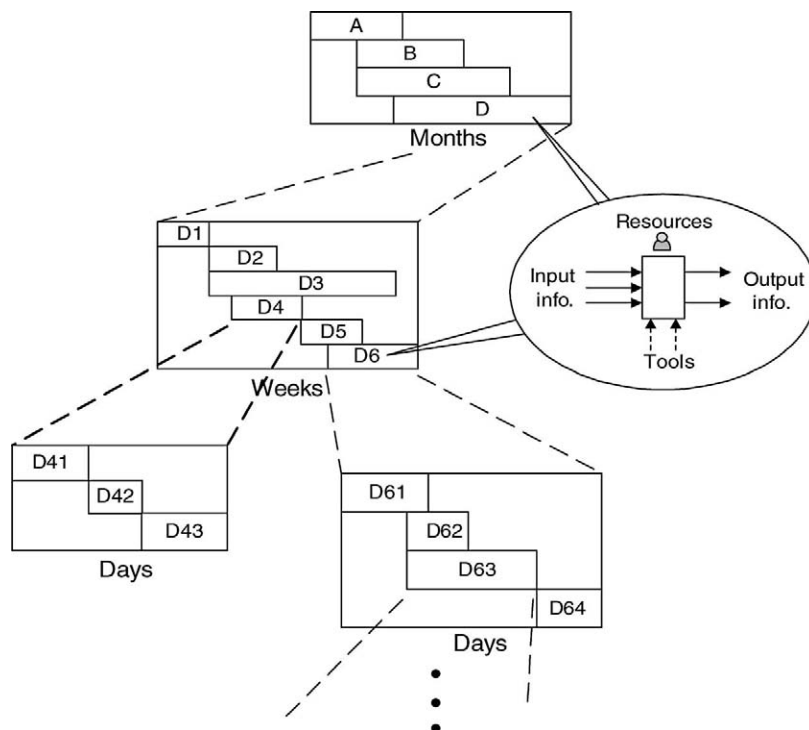 A
B
C
D
Months
D1
D2
D3
D4
D5
D6
Weeks
Resources
Input
info.
Output
info.
Tools
D41
D42
D43
Days
D61
D62
D63
D64
Days